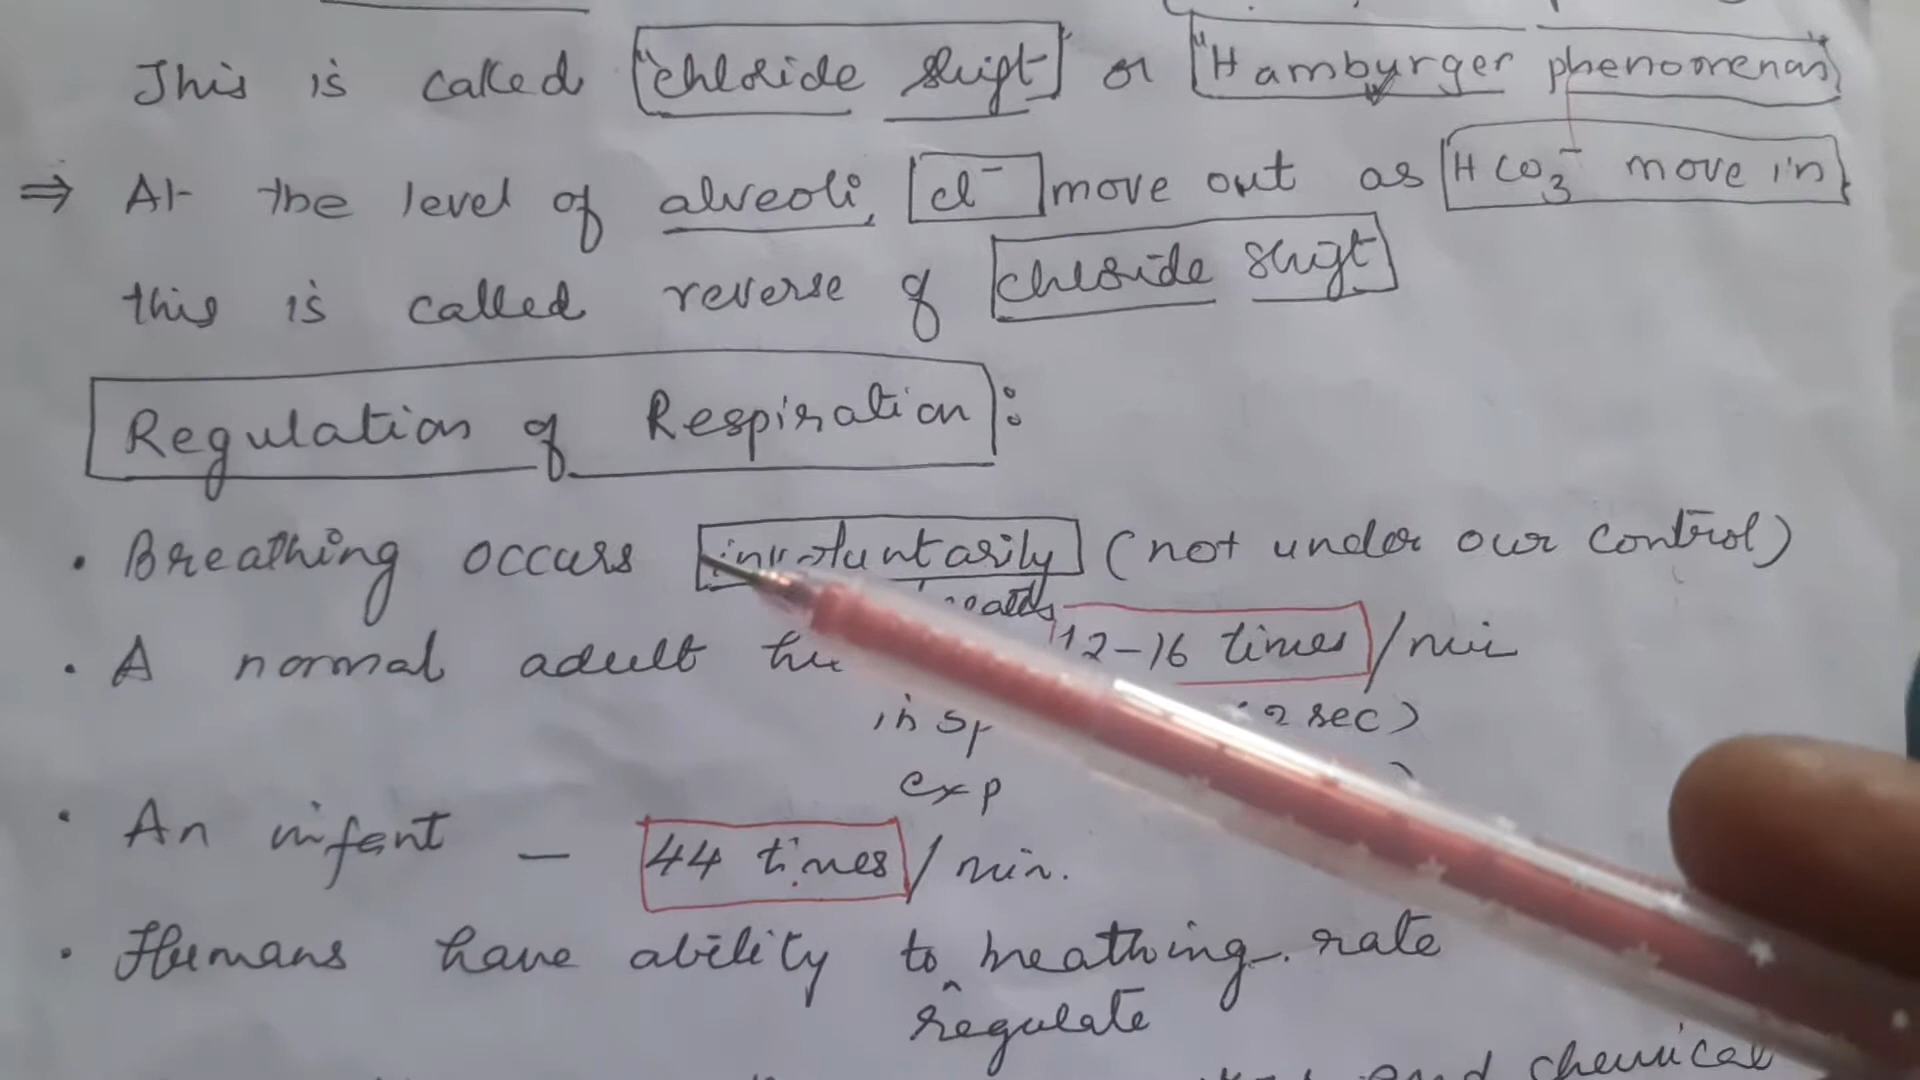 This is called "chloride shift" or "Hamburger phenomenon"
⇒ At the level of alveoli, Cl⁻ move out as HCO₃⁻ move in
this is called reverse of chloride shift
Regulation of Respiration :
• Breathing occurs involuntarily (not under our control)
• A normal adult 12-16 times / min
2 sec)
exp
• An infant — 44 times / min.
• Humans have ability to breathing rate
regulate
and chemical